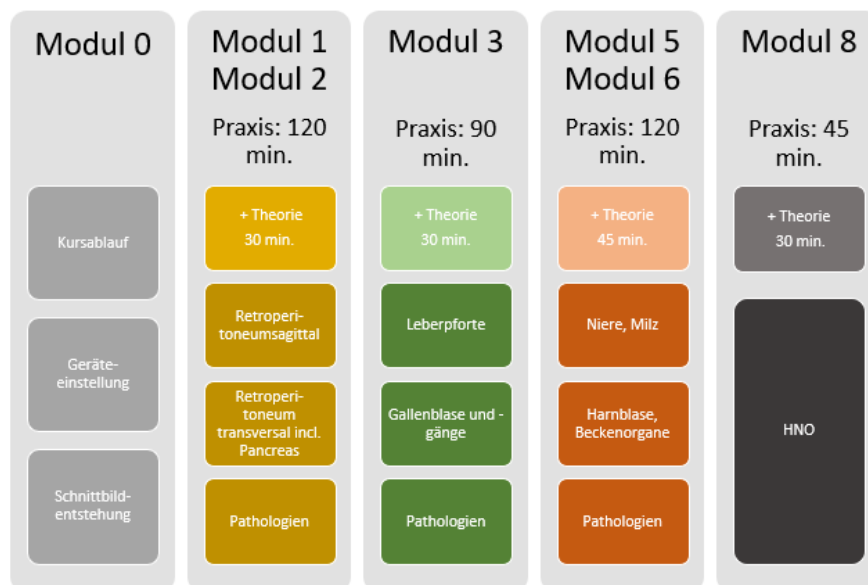 Modul 0
Kursablauf
Geräte-
einstellung
Schnittbild-
entstehung
Modul 1
Modul 2
Praxis: 120
min.
+ Theorie
30 min.
Retroperi-
toneumsagittal
Retroperi-
toneum
transversal incl.
Pancreas
Pathologien
Modul 3
Praxis: 90
min.
+ Theorie
30 min.
Leberpforte
Gallenblase und -
gänge
Pathologien
Modul 5
Modul 6
Praxis: 120
min.
+ Theorie
45 min.
Niere, Milz
Harnblase,
Beckenorgane
Pathologien
Modul 8
Praxis: 45
min.
+ Theorie
30 min.
HNO